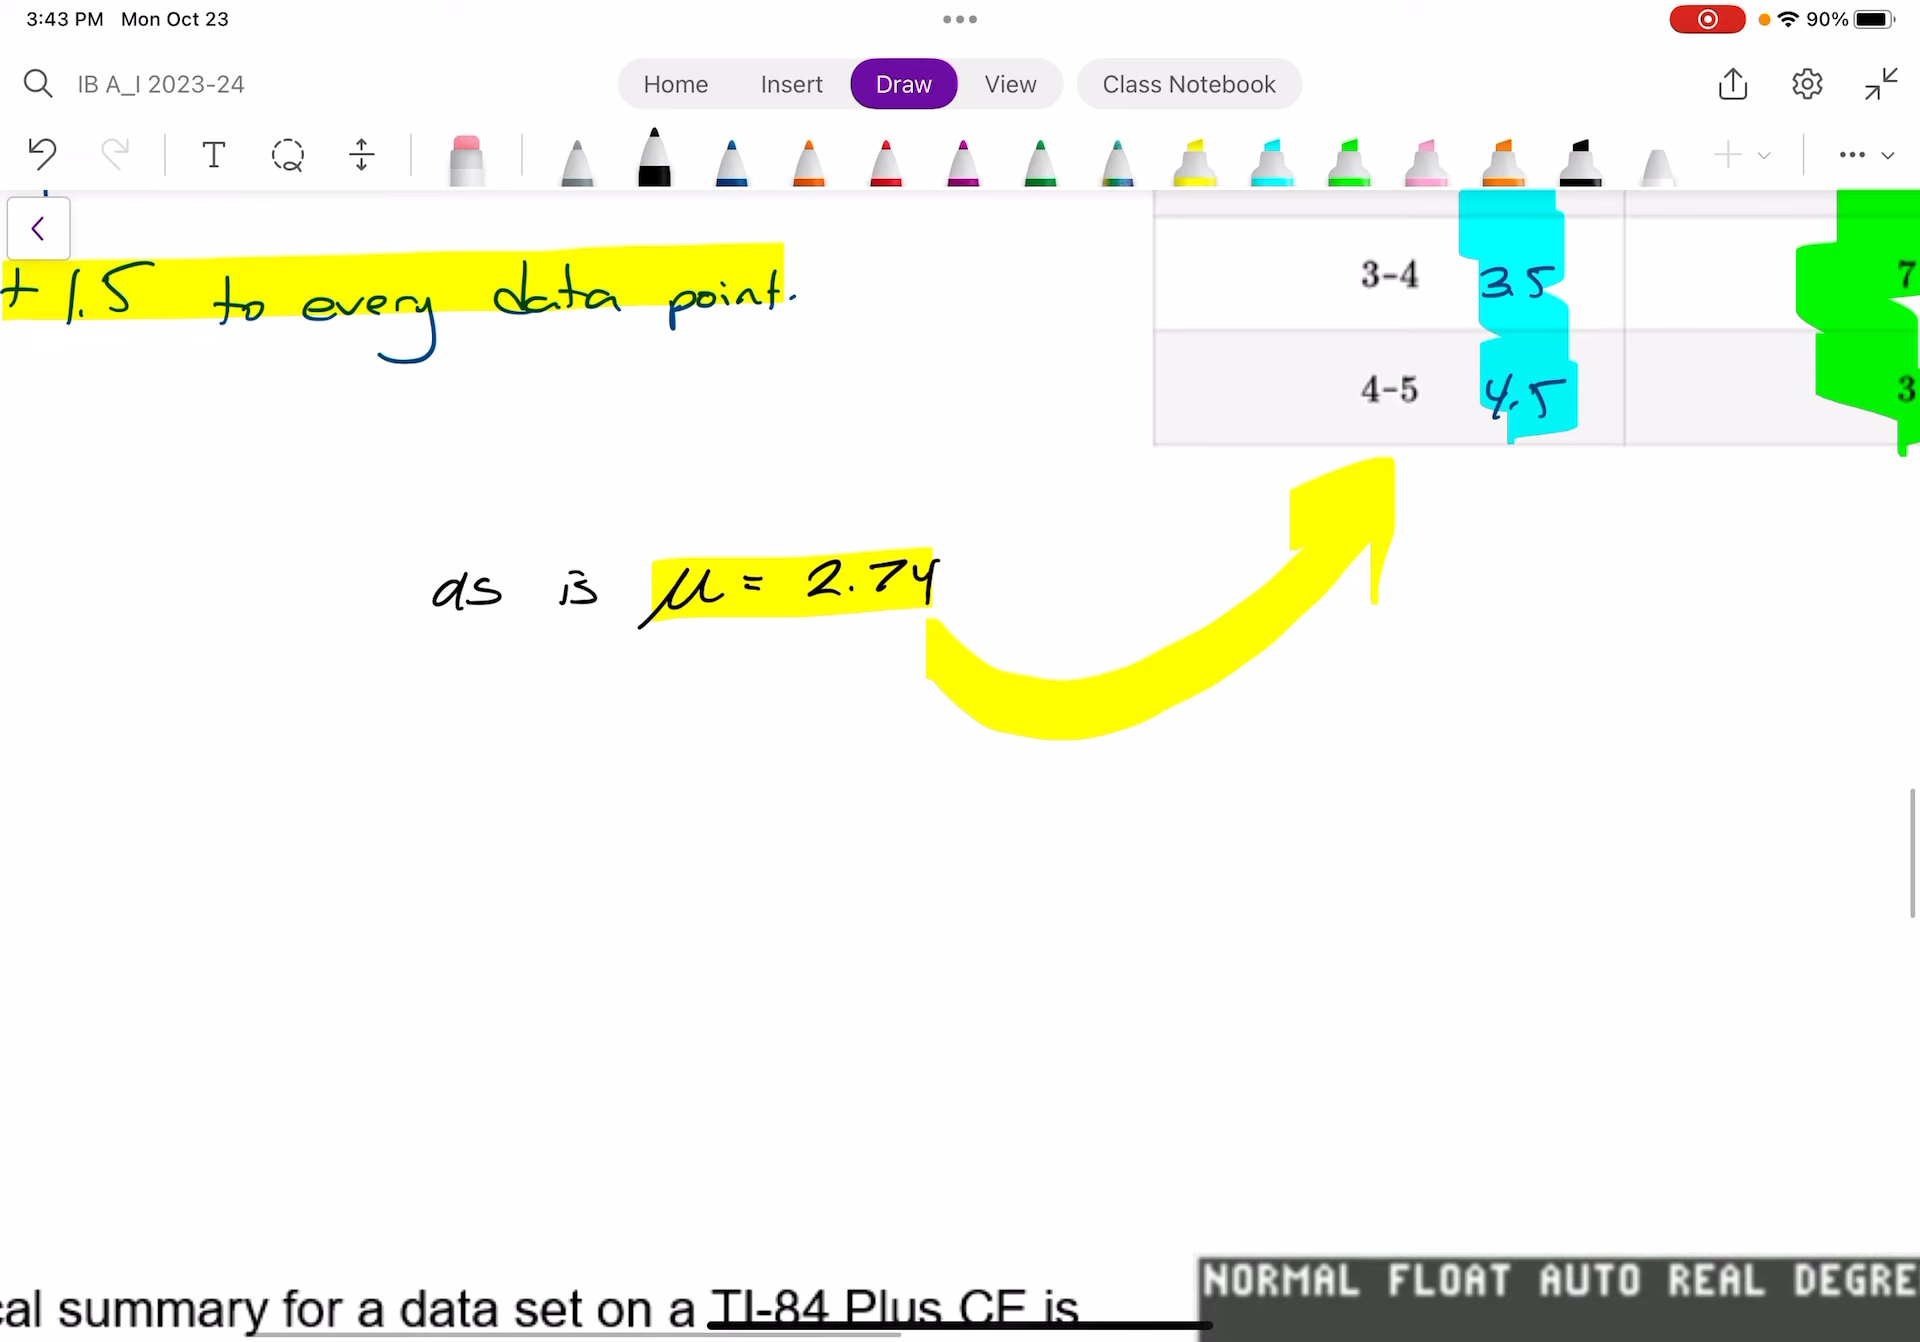 3:43 PM Mon Oct 23
90%
IB A_I 2023-24
Home Insert Draw View Class Notebook
T
+ 1.5 to every data point.
3-4 3.5 7
4-5 4.5 3
as is μ = 2.74
cal summary for a data set on a TI-84 Plus CE is
NORMAL FLOAT AUTO REAL DEGRE